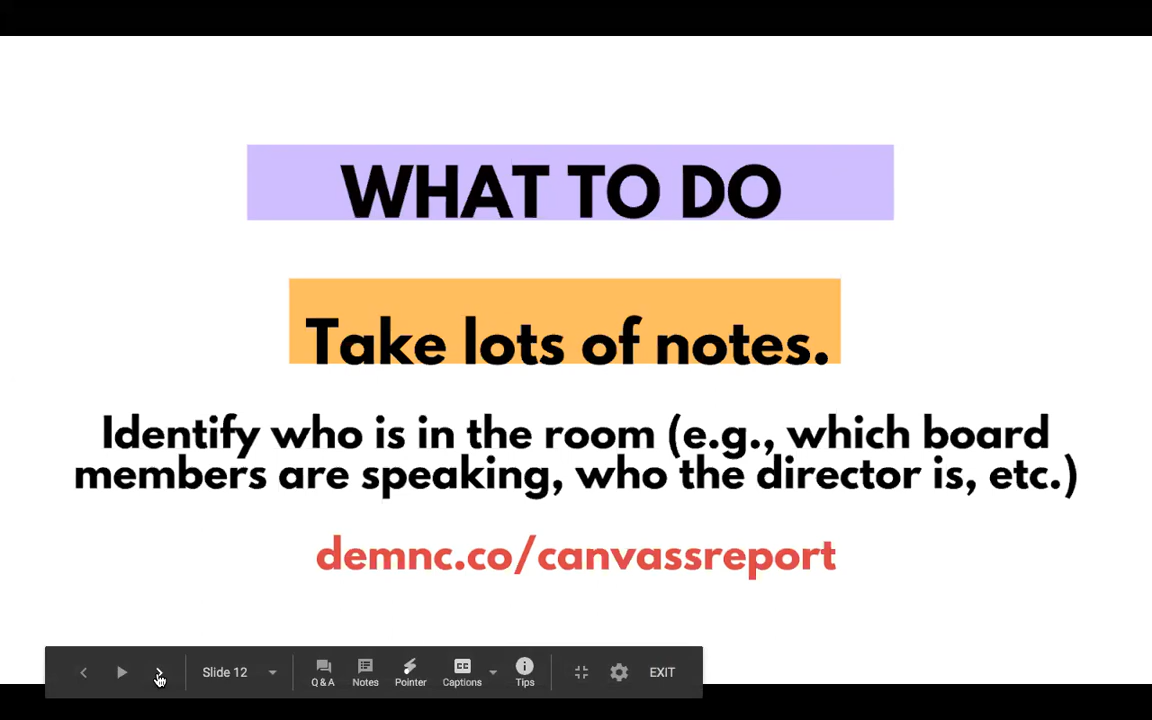 WHAT TO DO
Take lots of notes.
Identify who is in the room (e.g., which board
members are speaking, who the director is, etc.)
demnc.co/canvassreport
Slide 12
Q & A
Notes
Pointer
CC
Captions
Tips
EXIT